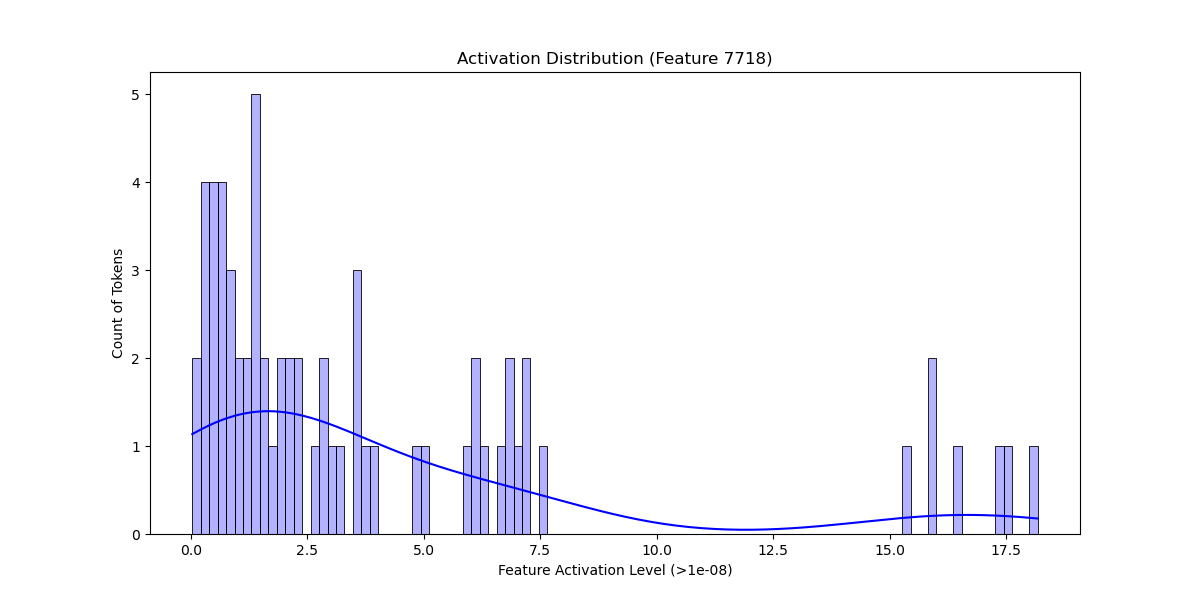 Activation Distribution (Feature 7718)
5
4
3
2
1
0
Count of Tokens
0.0 2.5 5.0 7.5 10.0 12.5 15.0 17.5
Feature Activation Level (>1e-08)